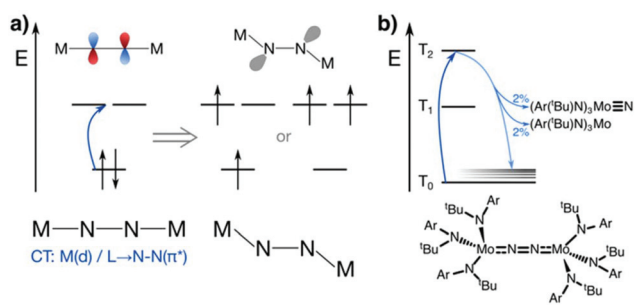 a)
M M
M N N M
E
or
M—N—N—M
CT: M(d) / L→N-N(π*)
M N N M
b)
E
T₂
T₁
T₀
2%
(Ar(ᵗBu)N)₃Mo≡N
2%
(Ar(ᵗBu)N)₃Mo
Ar ᵗBu ᵗBu Ar
N N
ᵗBu N Mo=N=N=Mo N ᵗBu
Ar Ar
N N
Ar ᵗBu ᵗBu Ar